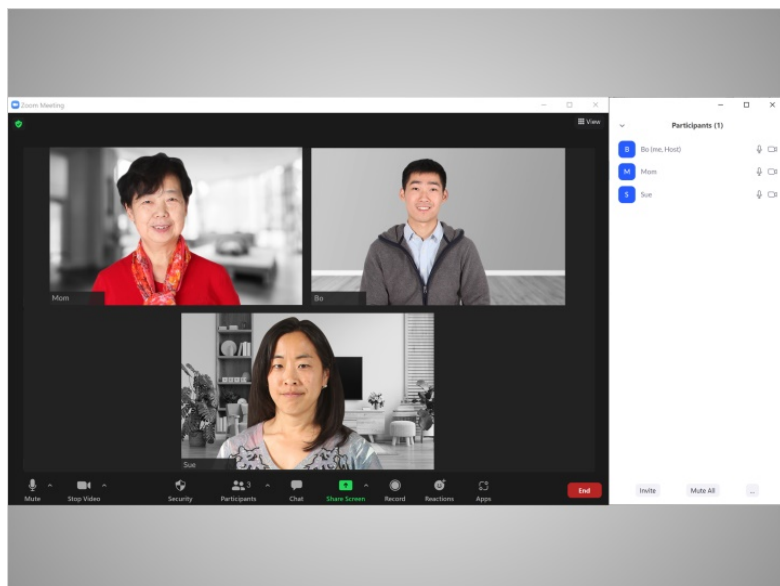 Zoom Meeting
View
Participants (1)
B Bo (me, Host)
M Mom
S Sue
Mom
Bo
Sue
Mute
Stop Video
Security
Participants 3
Chat
Share Screen
Record
Reactions
Apps
End
Invite
Mute All
...